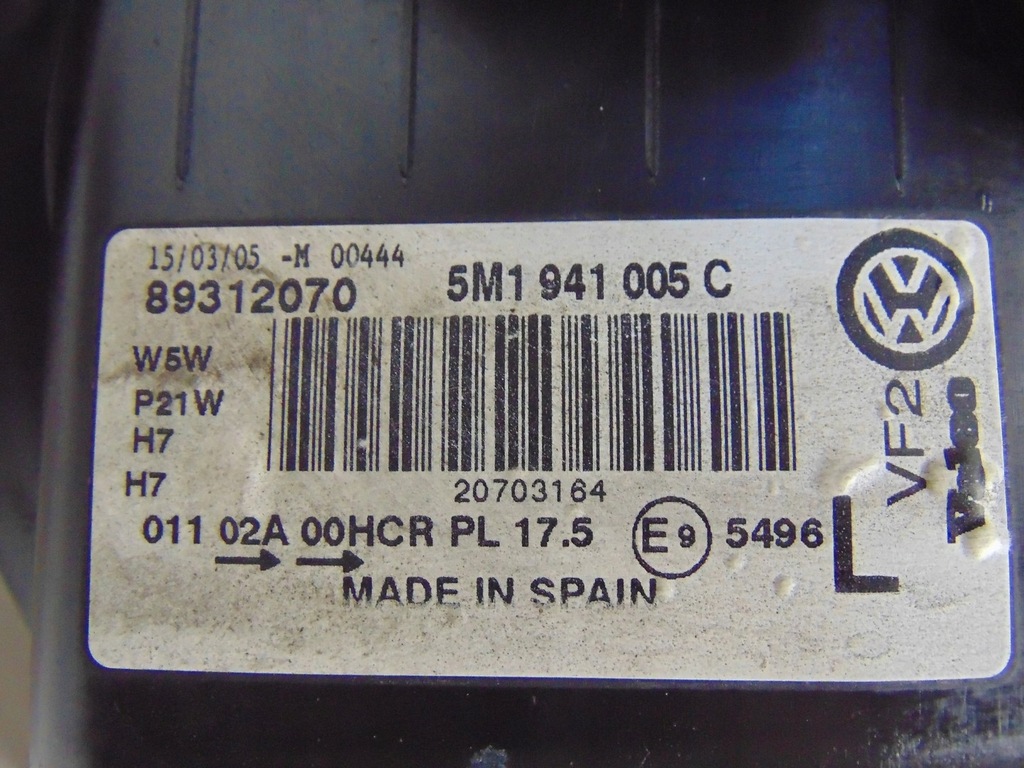 15/03/05 -M 00444
89312070
5M1 941 005 C
W5W
P21W
H7
H7
20703164
VF2
Valeo
L
011 02A 00HCR PL 17.5 E9 5496
MADE IN SPAIN